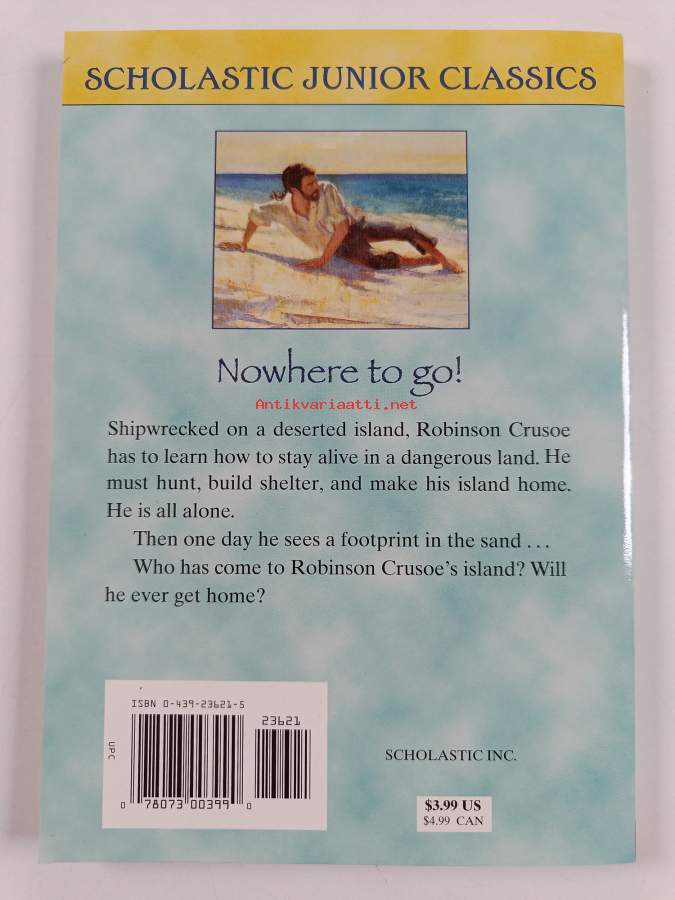 SCHOLASTIC JUNIOR CLASSICS
Nowhere to go!
Antikvariaatti.net
Shipwrecked on a deserted island, Robinson Crusoe
has to learn how to stay alive in a dangerous land. He
must hunt, build shelter, and make his island home.
He is all alone.
Then one day he sees a footprint in the sand . . .
Who has come to Robinson Crusoe's island? Will
he ever get home?
ISBN 0-439-23621-5
23621
UPC
0 78073 00399 0
SCHOLASTIC INC.
$3.99 US
$4.99 CAN